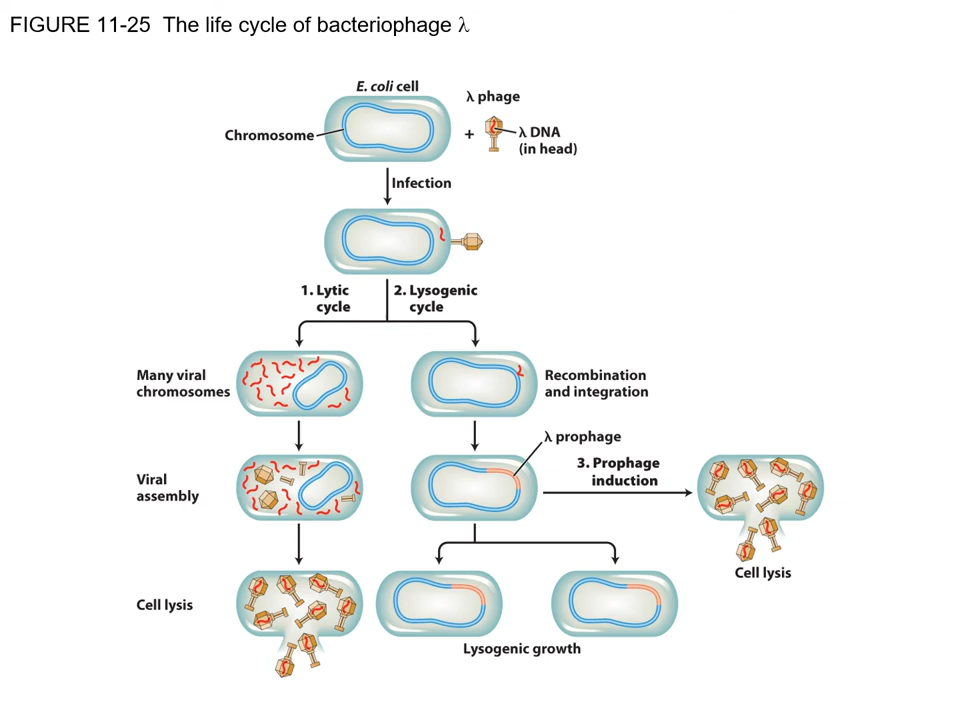 FIGURE 11-25  The life cycle of bacteriophage λ
E. coli cell
λ phage
Chromosome
+
λ DNA
(in head)
Infection
1. Lytic
cycle
2. Lysogenic
cycle
Many viral
chromosomes
Recombination
and integration
λ prophage
3. Prophage
induction
Viral
assembly
Cell lysis
Cell lysis
Lysogenic growth